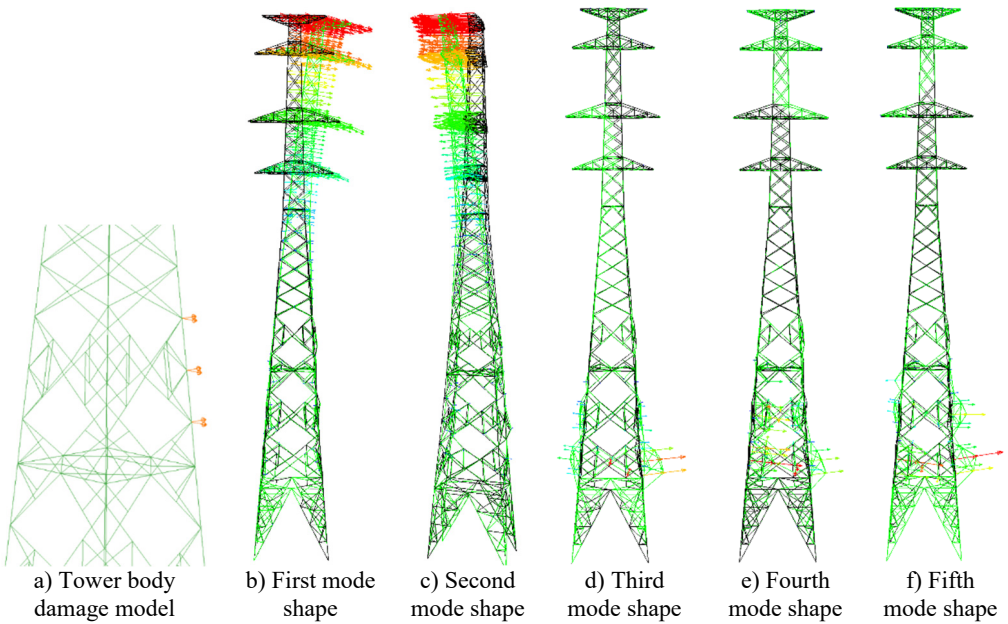 a) Tower body
damage model
b) First mode
shape
c) Second
mode shape
d) Third
mode shape
e) Fourth
mode shape
f) Fifth
mode shape